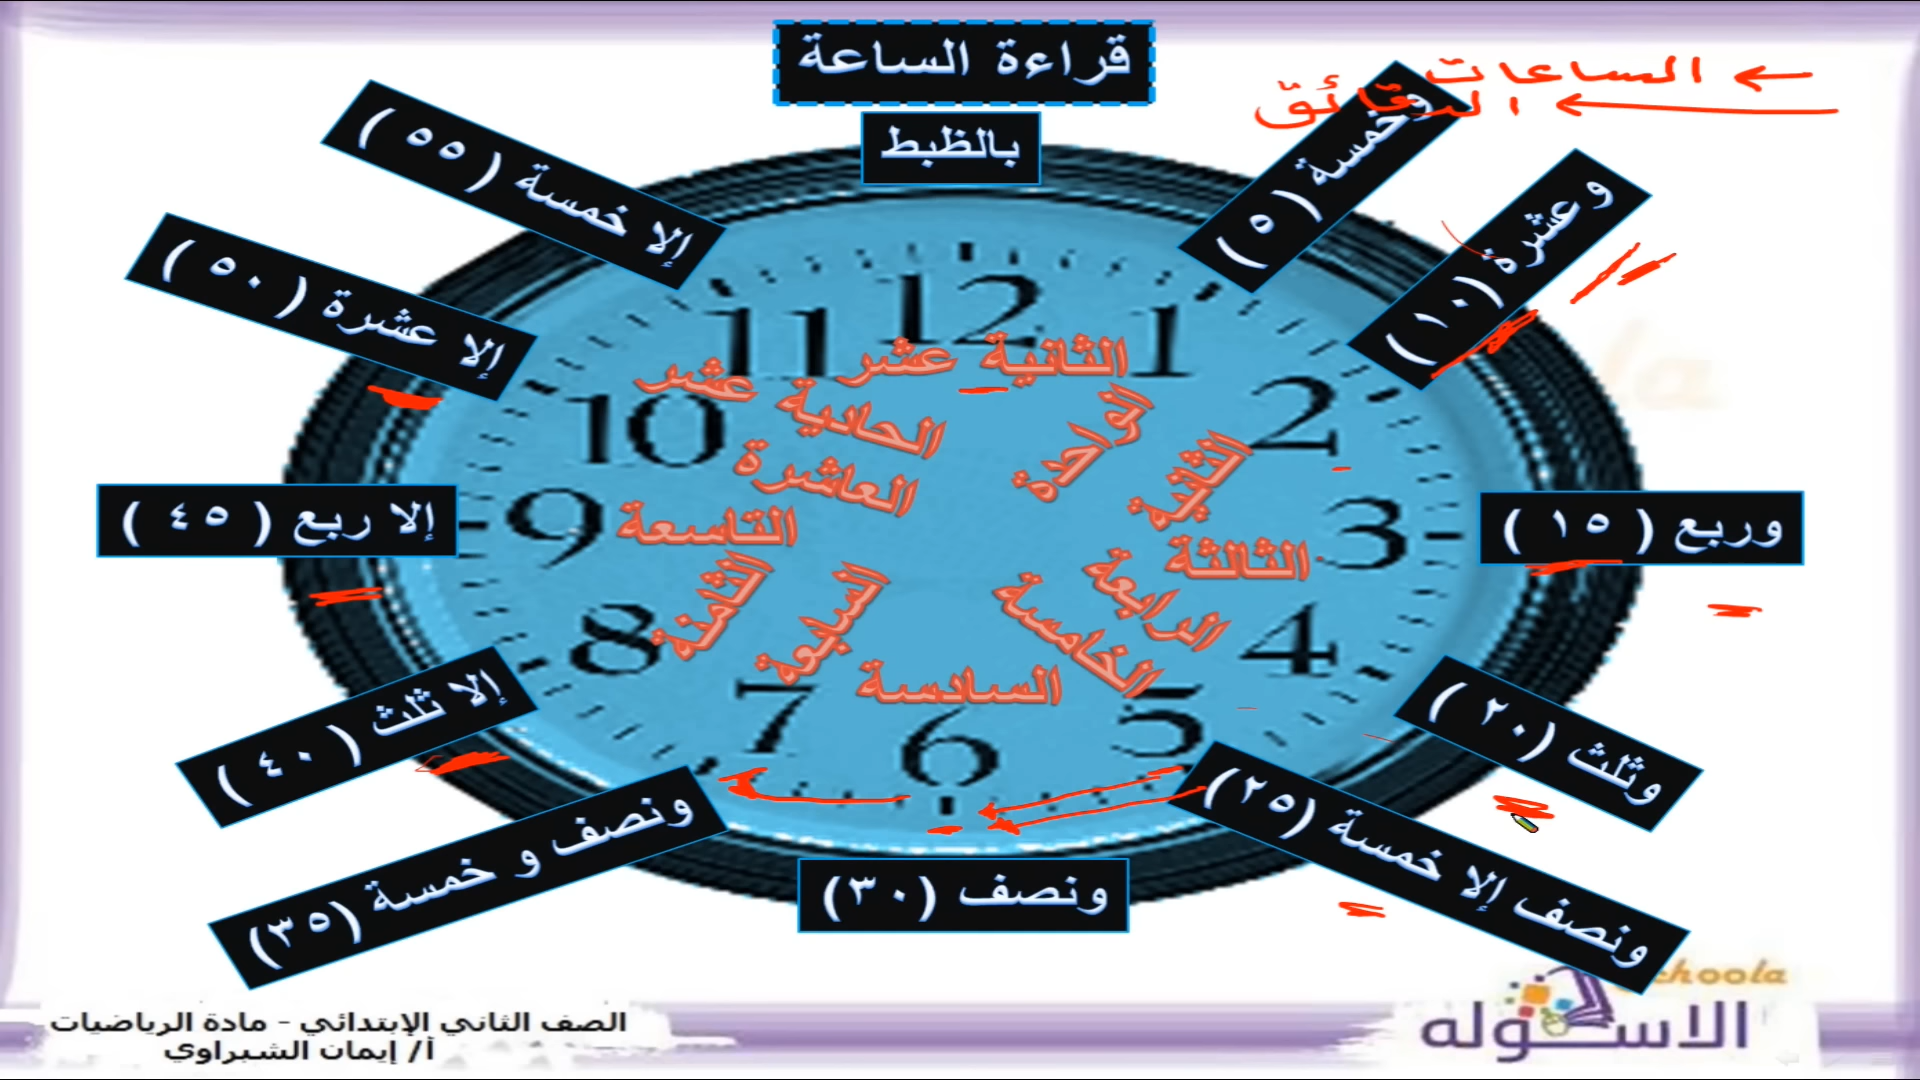 قراءة الساعة
الساعات
الدقائق
بالظبط
وخمسة (٥)
وعشرة (١٠)
وربع (١٥)
وثلث (٢٠)
ونصف إلا خمسة (٢٥)
ونصف (٣٠)
ونصف و خمسة (٣٥)
إلا ثلث (٤٠)
إلا ربع (٤٥)
إلا عشرة (٥٠)
إلا خمسة (٥٥)
12
1
2
3
4
5
6
7
8
9
10
11
الثانية عشر
الواحدة
الثانية
الثالثة
الرابعة
الخامسة
السادسة
السابعة
الثامنة
التاسعة
العاشرة
الحادية عشر
الصف الثاني الإبتدائي - مادة الرياضيات
أ/ إيمان الشبراوي
الاسكوله